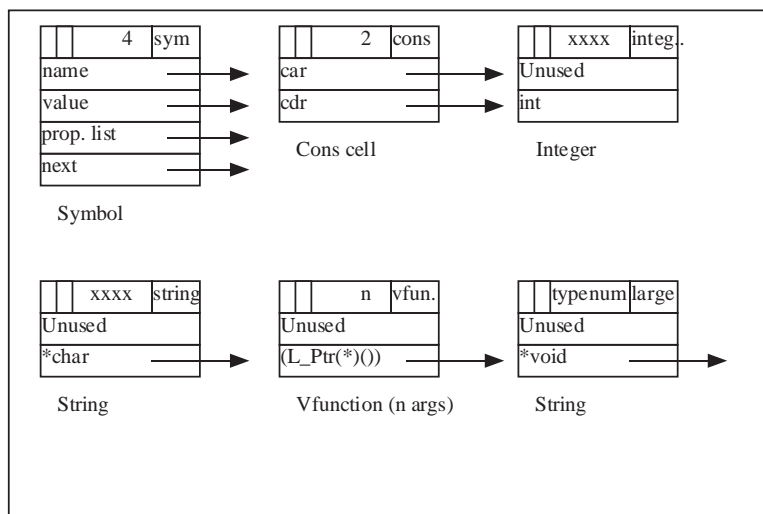 4 sym
name
value
prop. list
next
Symbol
2 cons
car
cdr
Cons cell
xxxx integ..
Unused
int
Integer
xxxx string
Unused
*char
String
n vfun.
Unused
(L_Ptr(*)())
Vfunction (n args)
typenum large
Unused
*void
String